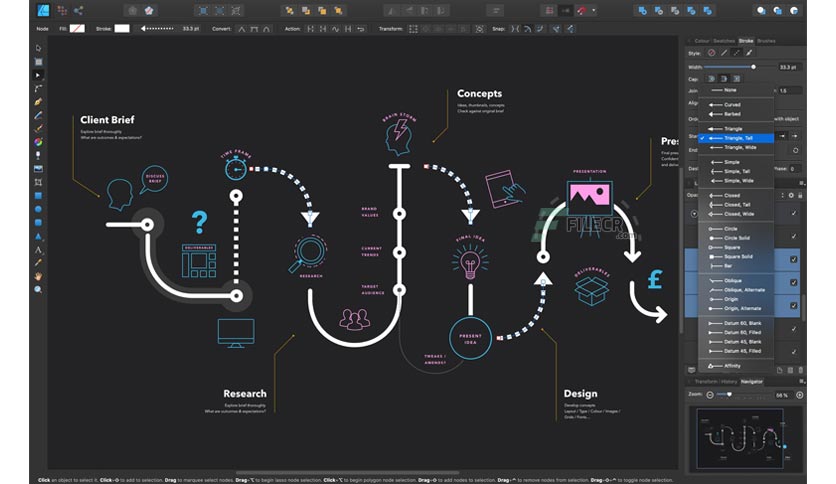 Node
Fill:
Stroke:
33.3 pt
Convert:
Action:
Transform:
Snap:
Client Brief
Explore brief thoroughly
What are outcomes & expectations?
DISCUSS
BRIEF
TIME FRAME
?
DELIVERABLES
RESEARCH
Research
Explore brief thoroughly
What are outcomes & expectations?
BRAIN STORM
BRAND
VALUES
CURRENT
TRENDS
TARGET
AUDIENCE
Concepts
Ideas, thumbnails, concepts
Check against original brief
FINAL IDEA
PRESENT
IDEA
TWEAKS /
AMENDS?
PRESENTATION
FILECR
.com
DELIVERABLES
£
Design
Develop concepts
Layout / Type / Colour / Images /
Grids / Fonts...
Pres
Final pres
Confident
and delive
Colour
Swatches
Stroke
Brushes
Style:
Width:
33.3 pt
Cap:
Join
1.5
Align
Orde
with object
Start
End
Dash
Phase: 0
None
Curved
Barbed
Triangle
✓ Triangle, Tall
Triangle, Wide
Simple
Simple, Tall
Simple, Wide
Closed
Closed, Tall
Closed, Wide
Circle
Circle Solid
Square
Square Solid
Bar
Oblique
Oblique, Alternate
Origin
Origin, Alternate
Datum 60, Blank
Datum 60, Filled
Datum 45, Blank
Datum 45, Filled
Affinity
Transform
History
Navigator
Zoom:
56 %
Click an object to select it. Click-⇧ to add to selection. Drag to marquee select nodes. Drag-⌥ to begin lasso node selection. Click-⌥ to begin polygon node selection. Drag-⇧ to add nodes to selection. Drag-⌃ to remove nodes from selection. Drag-⇧-⌃ to toggle node selection.